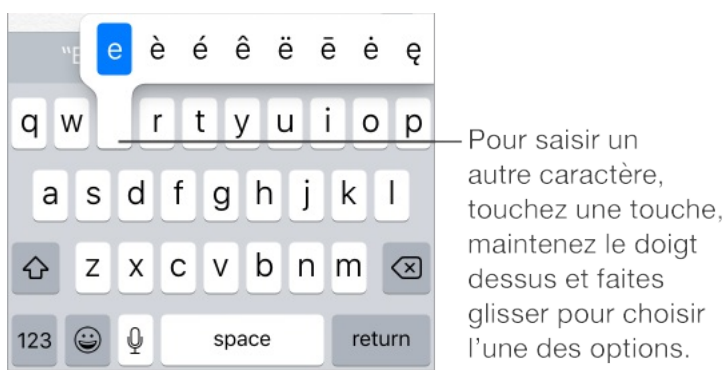 "E
e è é ê ë ē ė ę
q w r t y u i o p
a s d f g h j k l
z x c v b n m
123 space return
Pour saisir un
autre caractère,
touchez une touche,
maintenez le doigt
dessus et faites
glisser pour choisir
l'une des options.